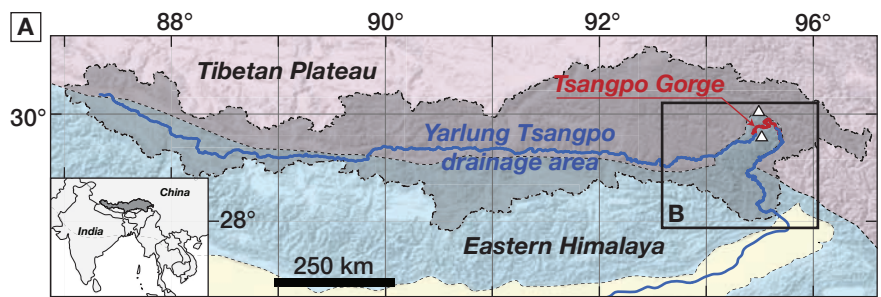 A
88°
90°
92°
94°
96°
Tibetan Plateau
Tsangpo Gorge
30°
Yarlung Tsangpo
drainage area
China
India
28°
B
Eastern Himalaya
250 km